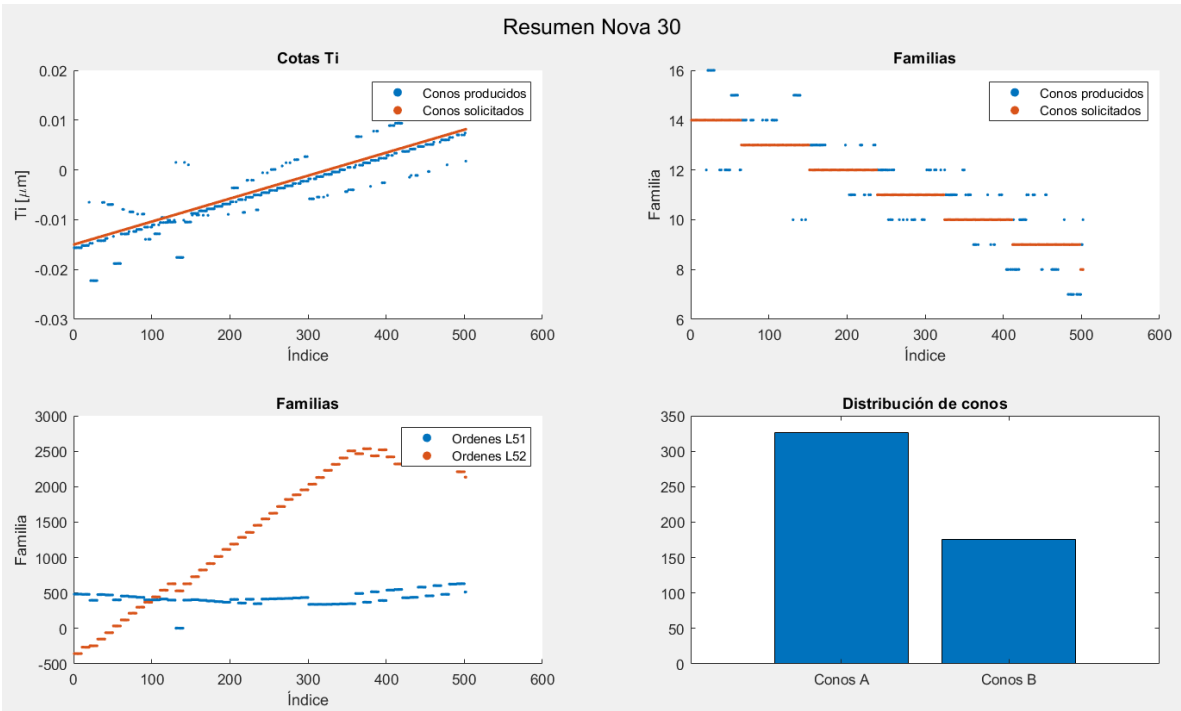 Resumen Nova 30
Cotas Ti
0.02
0.01
0
-0.01
-0.02
-0.03
Ti [μm]
0 100 200 300 400 500 600
Índice
Conos producidos
Conos solicitados
Familias
16
14
12
10
8
6
Familia
0 100 200 300 400 500 600
Índice
Conos producidos
Conos solicitados
Familias
3000
2500
2000
1500
1000
500
0
-500
Familia
0 100 200 300 400 500 600
Índice
Ordenes L51
Ordenes L52
Distribución de conos
350
300
250
200
150
100
50
0
Conos A Conos B